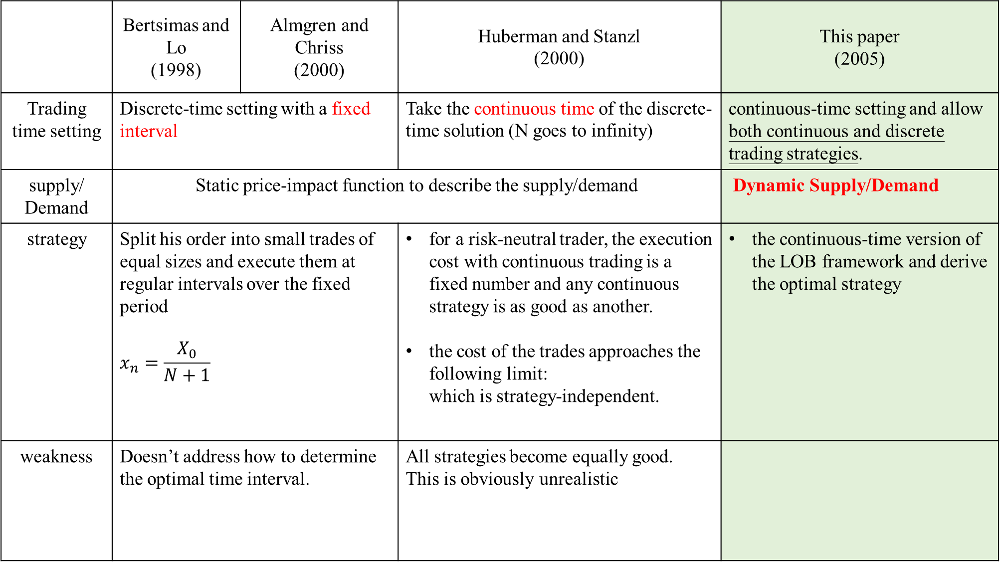 Bertsimas and
Lo
(1998)
Almgren and
Chriss
(2000)
Huberman and Stanzl
(2000)
This paper
(2005)
Trading
time setting
Discrete-time setting with a fixed
interval
Take the continuous time of the discrete-
time solution (N goes to infinity)
continuous-time setting and allow
both continuous and discrete
trading strategies.
supply/
Demand
Static price-impact function to describe the supply/demand
Dynamic Supply/Demand
strategy
Split his order into small trades of
equal sizes and execute them at
regular intervals over the fixed
period
xₙ = X₀ / (N + 1)
• for a risk-neutral trader, the execution
cost with continuous trading is a
fixed number and any continuous
strategy is as good as another.
• the cost of the trades approaches the
following limit:
which is strategy-independent.
• the continuous-time version of
the LOB framework and derive
the optimal strategy
weakness
Doesn’t address how to determine
the optimal time interval.
All strategies become equally good.
This is obviously unrealistic